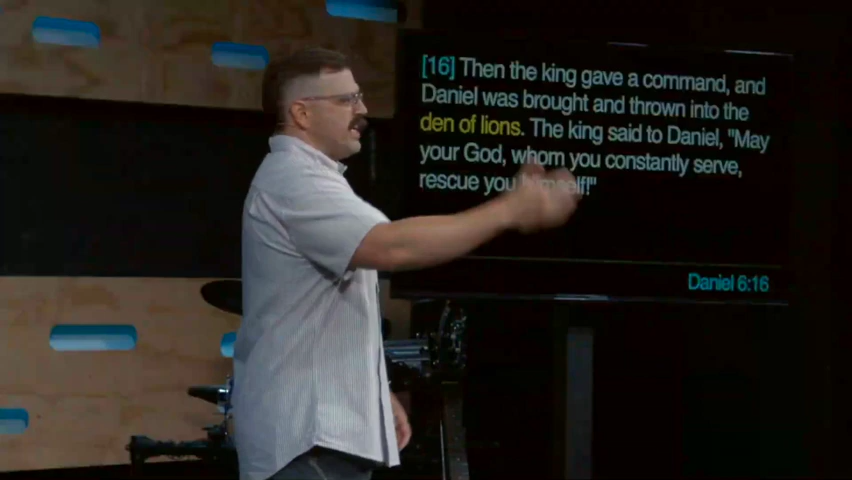 [16] Then the king gave a command, and
Daniel was brought and thrown into the
den of lions. The king said to Daniel, "May
your God, whom you constantly serve,
rescue you himself!"
Daniel 6:16